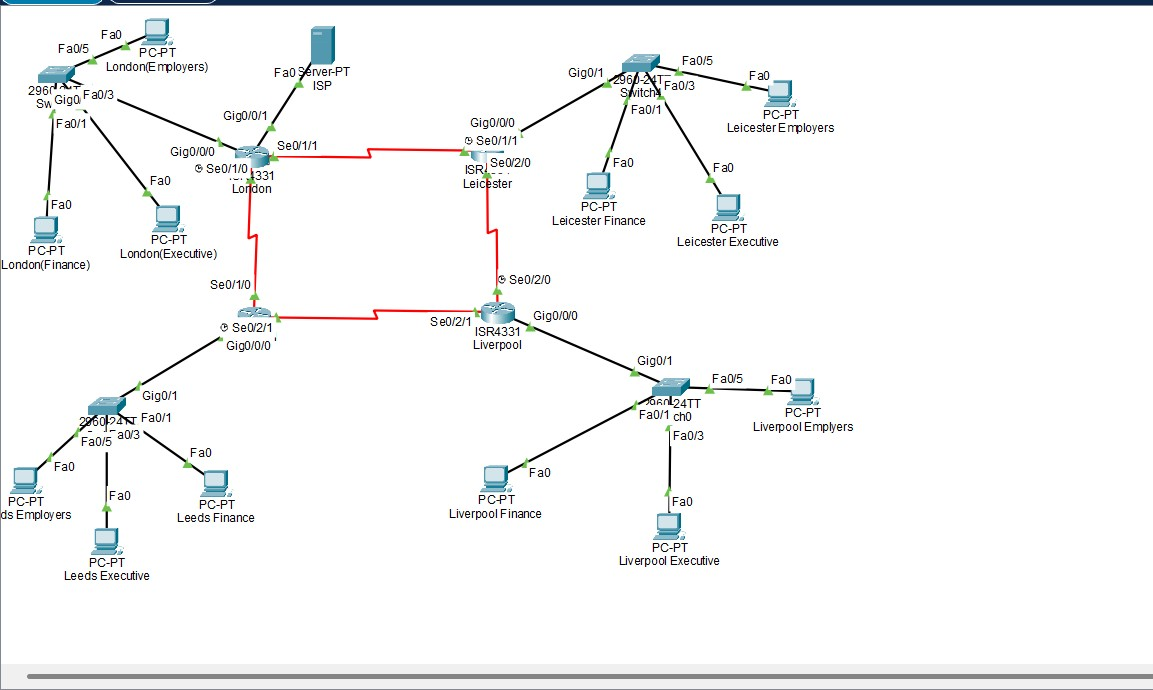 Fa0
PC-PT
London(Employers)
Fa0/5
Gig0
Fa0/3
Fa0/1
Fa0
PC-PT
London(Finance)
Fa0
PC-PT
London(Executive)
Fa0
Server-PT
ISP
Gig0/0/1
Gig0/0/0
Se0/1/0
Se0/1/1
London
Gig0/0/0
Se0/1/1
Se0/2/0
Leicester
Gig0/1
Fa0/5
2960-24TT
Fa0/3
Fa0/1
Fa0
PC-PT
Leicester Employers
Fa0
PC-PT
Leicester Finance
Fa0
PC-PT
Leicester Executive
Se0/1/0
Se0/2/1
Gig0/0/0
Se0/2/0
Se0/2/1
ISR4331
Liverpool
Gig0/0/0
Gig0/1
Fa0/1
Fa0/5
Fa0/3
Fa0
PC-PT
Liverpool Emplyers
Fa0
PC-PT
Liverpool Finance
Fa0
PC-PT
Liverpool Executive
Gig0/1
Fa0/1
Fa0/5
Fa0
PC-PT
ds Employers
Fa0
PC-PT
Leeds Executive
Fa0
PC-PT
Leeds Finance